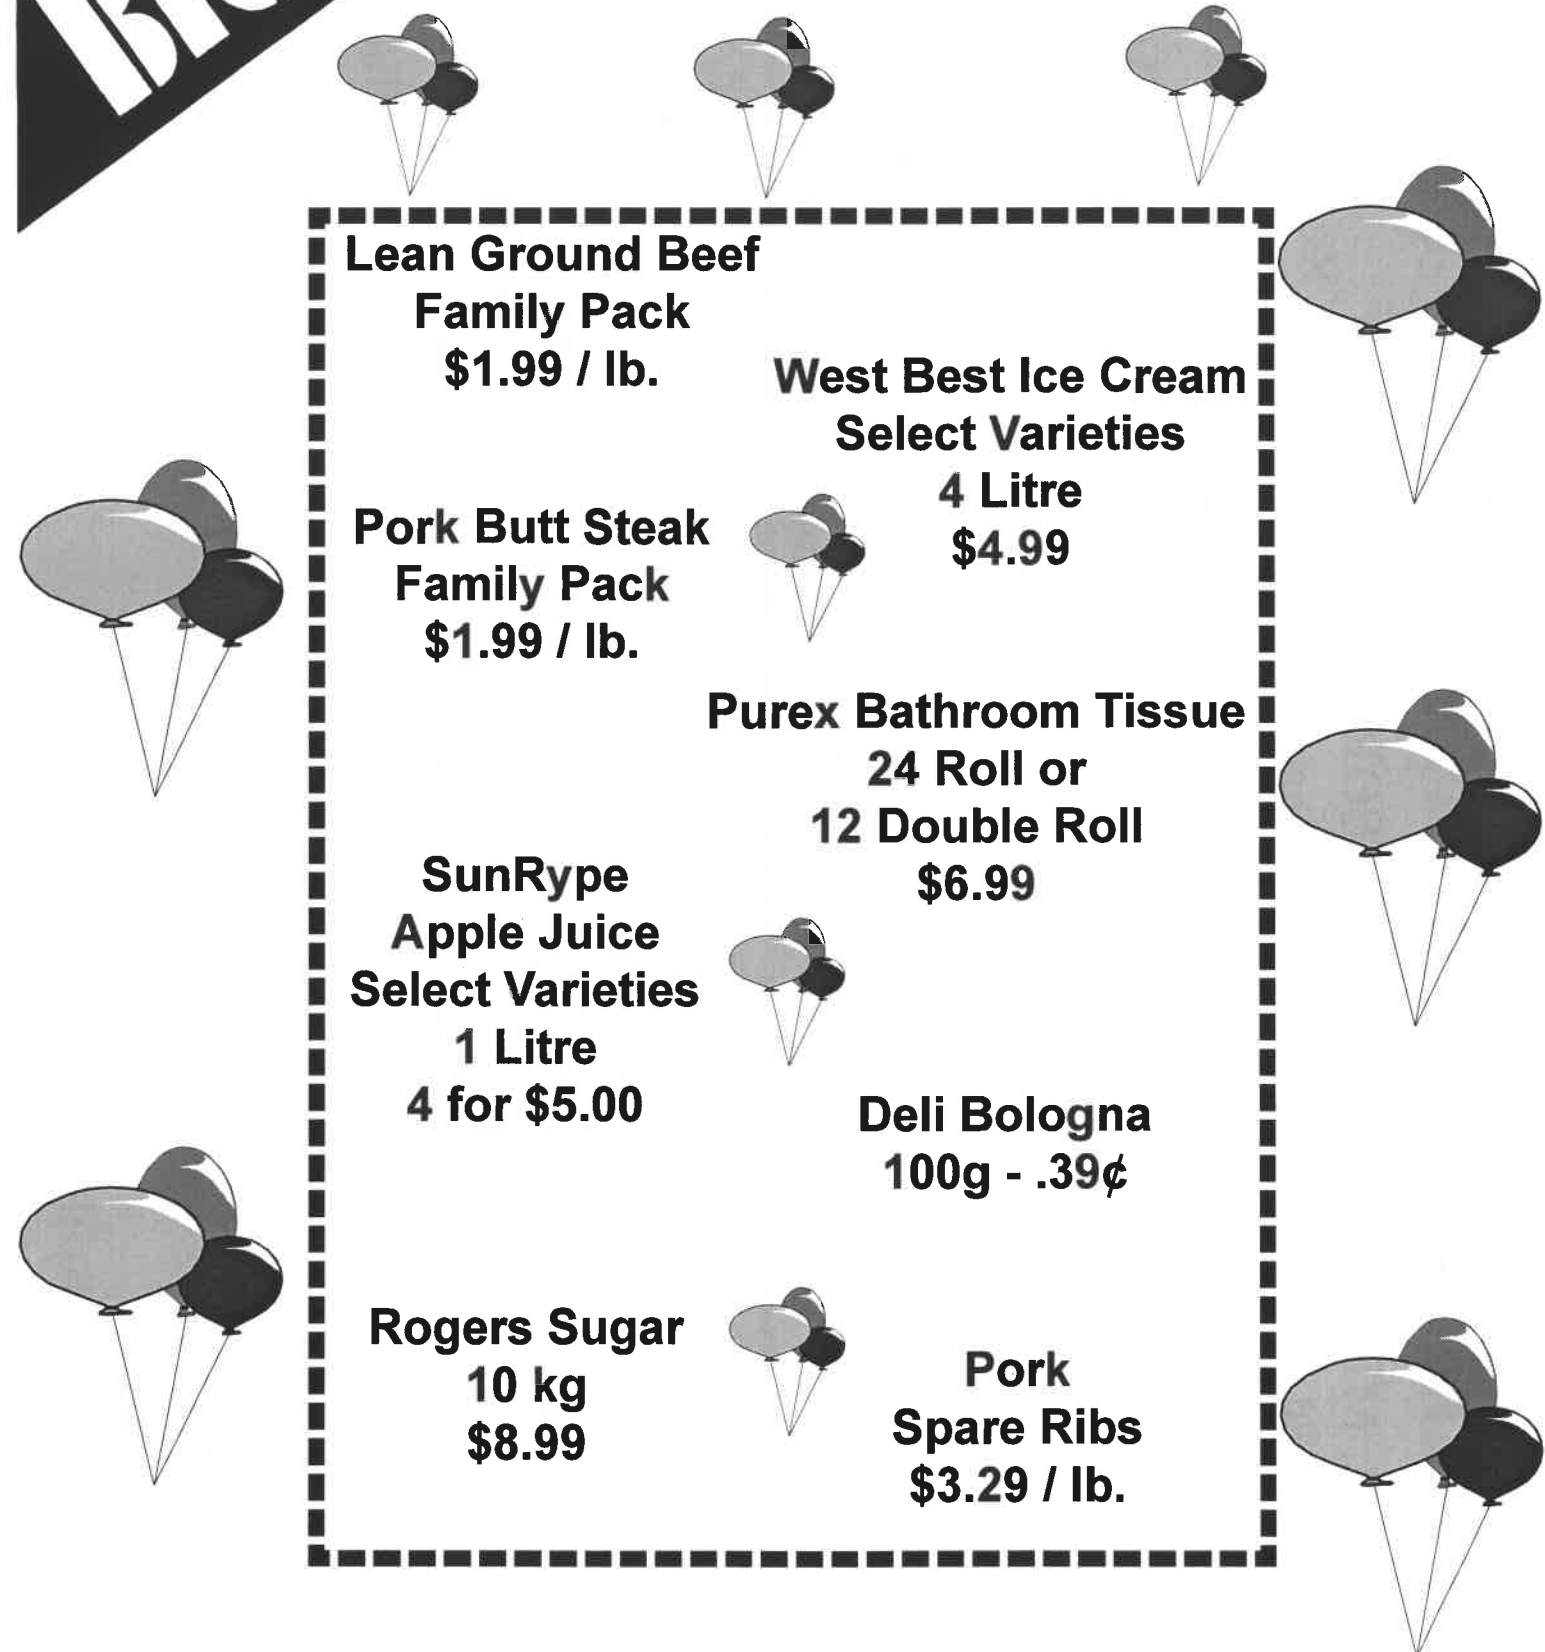 Lean Ground Beef
Family Pack
$1.99 / lb.
West Best Ice Cream
Select Varieties
4 Litre
$4.99
Pork Butt Steak
Family Pack
$1.99 / lb.
Purex Bathroom Tissue
24 Roll or
12 Double Roll
$6.99
SunRype
Apple Juice
Select Varieties
1 Litre
4 for $5.00
Deli Bologna
100g - .39¢
Rogers Sugar
10 kg
$8.99
Pork
Spare Ribs
$3.29 / lb.